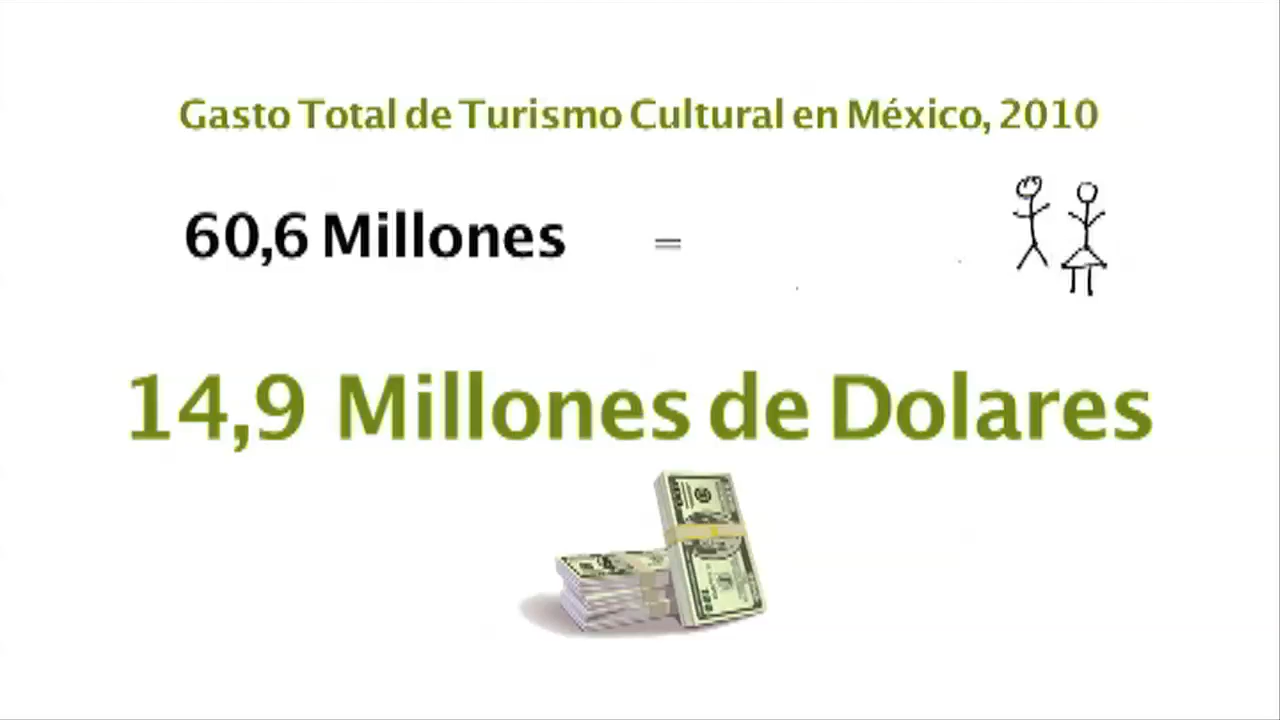 Gasto Total de Turismo Cultural en México, 2010
60,6 Millones =
14,9 Millones de Dolares